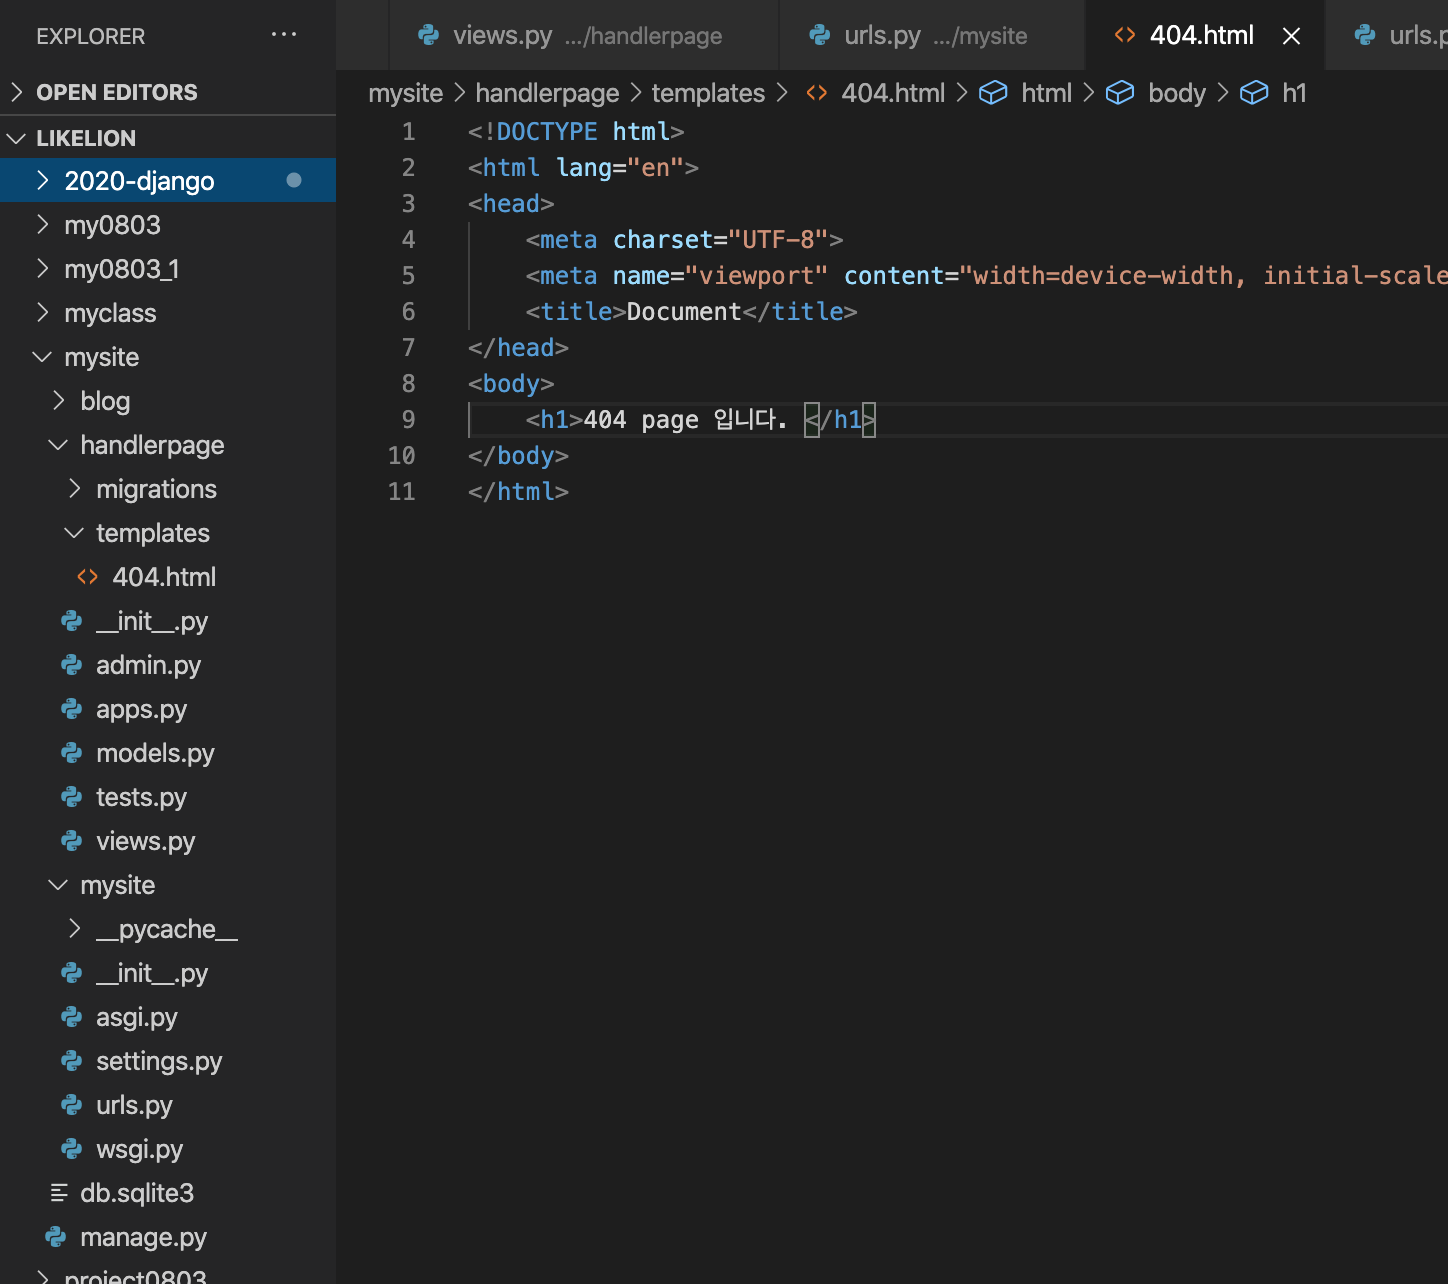 EXPLORER ...
OPEN EDITORS
LIKELION
2020-django
my0803
my0803_1
myclass
mysite
blog
handlerpage
migrations
templates
404.html
__init__.py
admin.py
apps.py
models.py
tests.py
views.py
mysite
__pycache__
__init__.py
asgi.py
settings.py
urls.py
wsgi.py
db.sqlite3
manage.py
project0803
views.py .../handlerpage urls.py .../mysite 404.html urls.p
mysite > handlerpage > templates > <> 404.html > html > body > h1
1 <!DOCTYPE html>
2 <html lang="en">
3 <head>
4 <meta charset="UTF-8">
5 <meta name="viewport" content="width=device-width, initial-scale
6 <title>Document</title>
7 </head>
8 <body>
9 <h1>404 page 입니다. </h1>
10 </body>
11 </html>